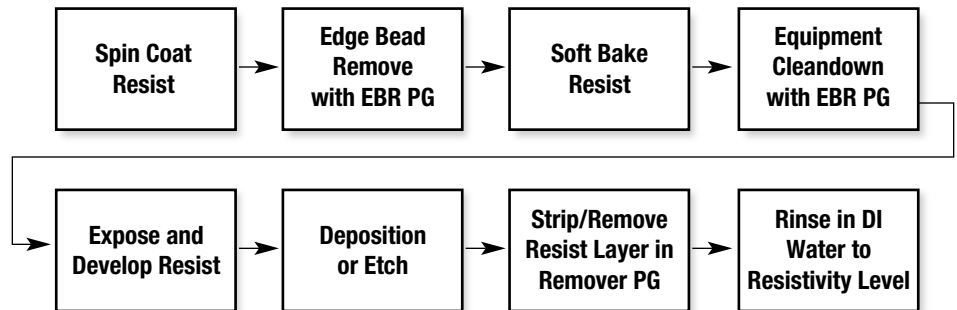 Spin Coat
Resist
Edge Bead
Remove
with EBR PG
Soft Bake
Resist
Equipment
Cleandown
with EBR PG
Expose and
Develop Resist
Deposition
or Etch
Strip/Remove
Resist Layer in
Remover PG
Rinse in DI
Water to
Resistivity Level